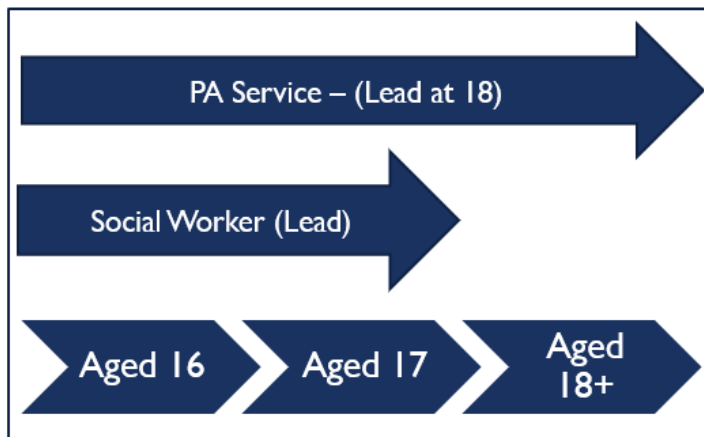 PA Service – (Lead at 18)
Social Worker (Lead)
Aged 16
Aged 17
Aged
18+